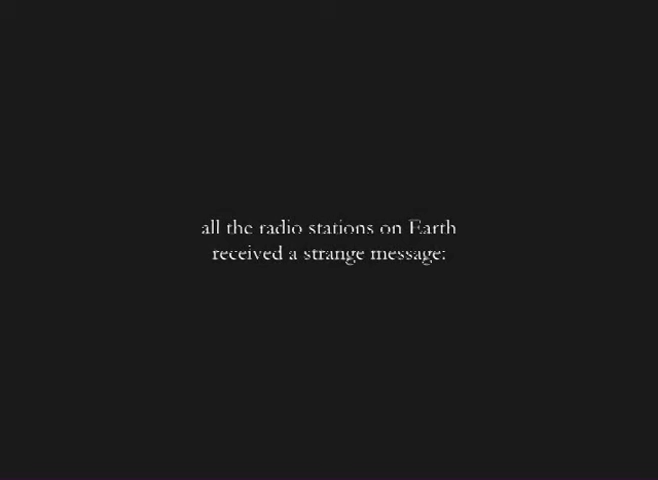 all the radio stations on Earth
received a strange message: